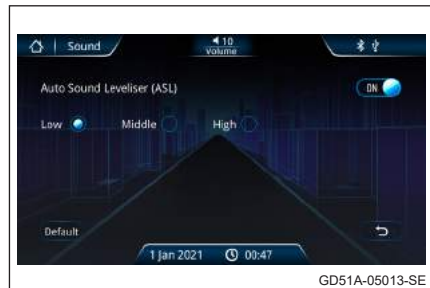 Sound
10
Volume
Auto Sound Leveliser (ASL)
ON
Low Middle High
Default
1 Jan 2021 00:47
GD51A-05013-SE